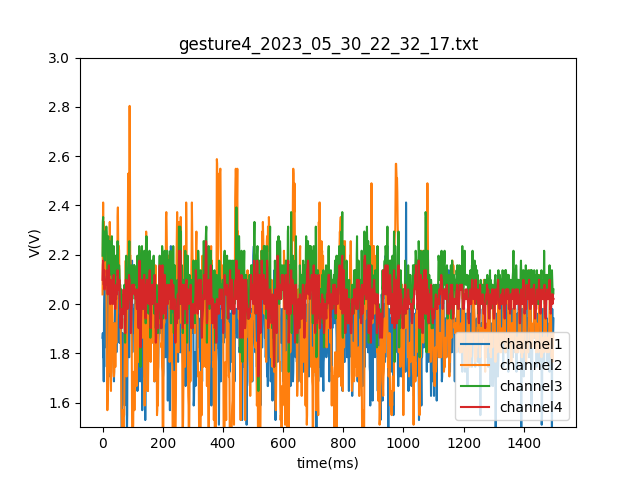 gesture4_2023_05_30_22_32_17.txt
3.0
2.8
2.6
2.4
2.2
2.0
1.8
1.6
V(V)
channel1
channel2
channel3
channel4
0 200 400 600 800 1000 1200 1400
time(ms)